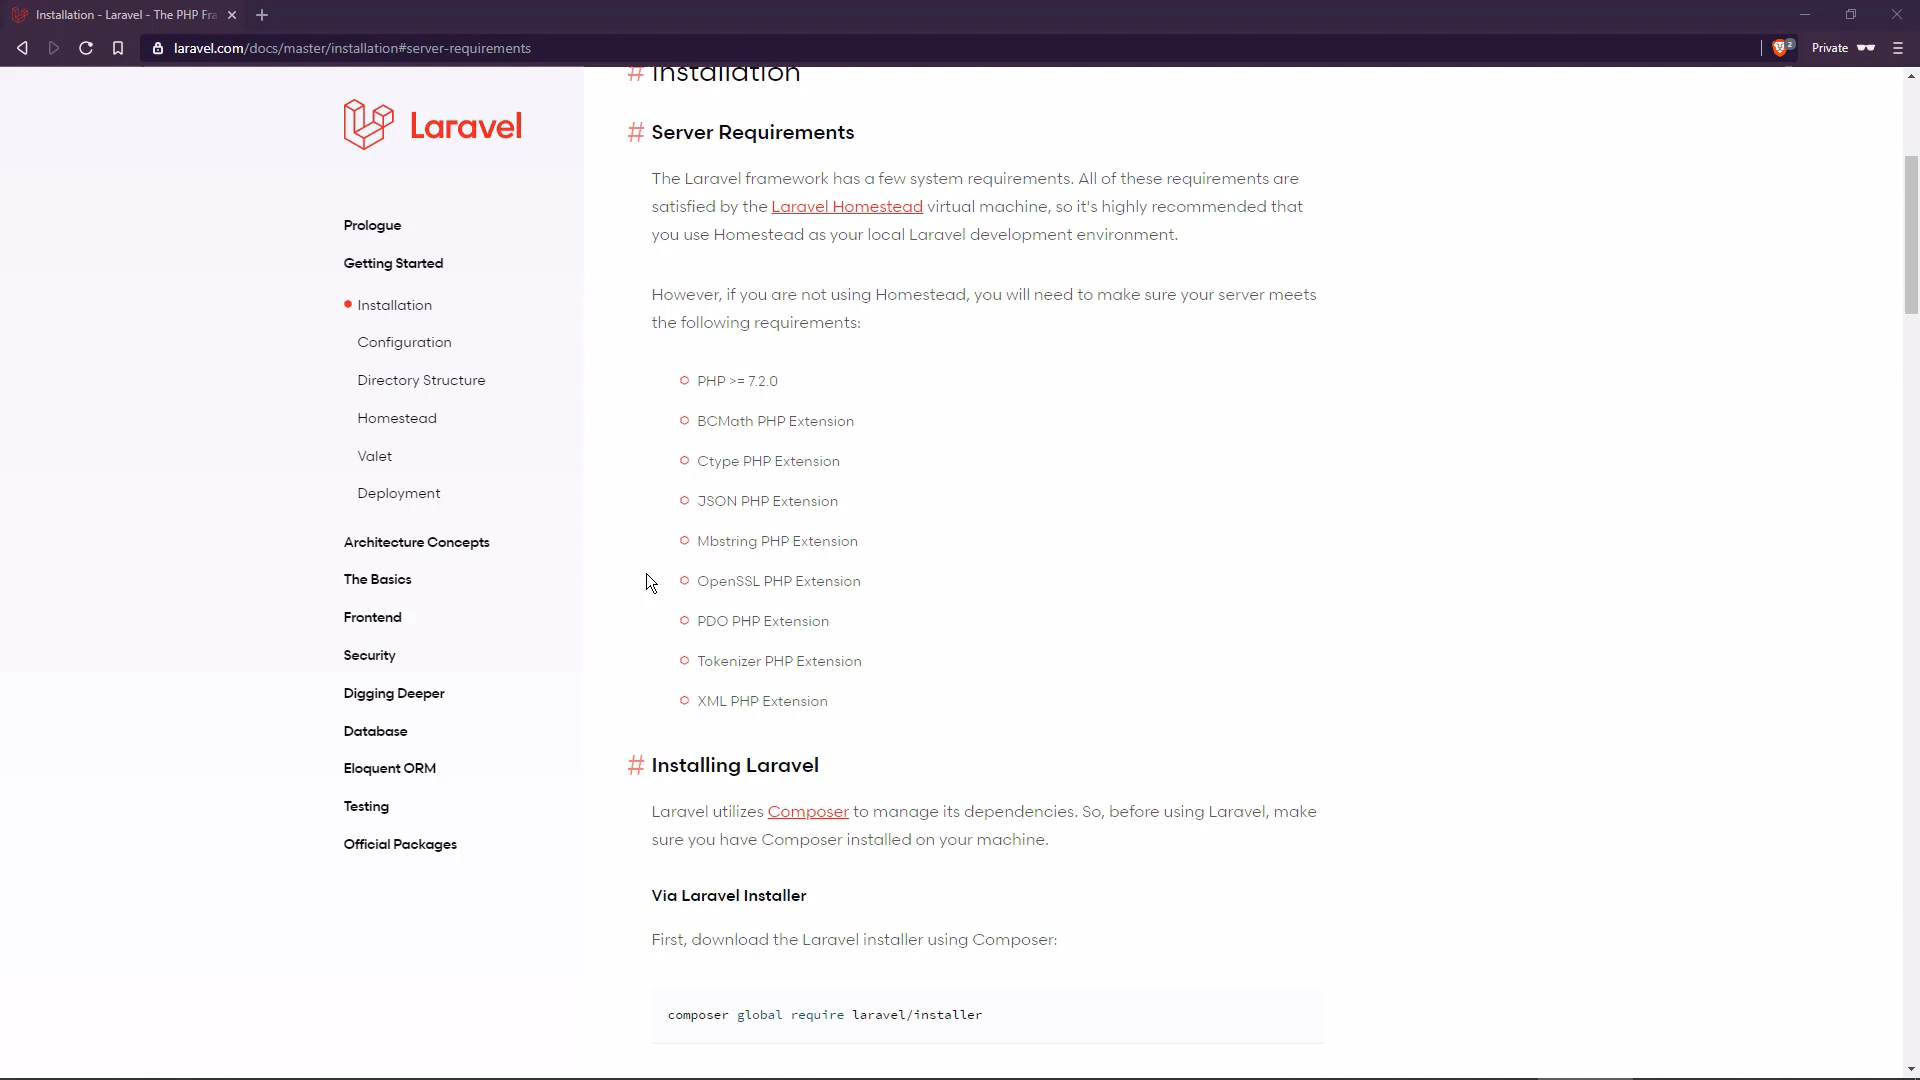 Installation - Laravel - The PHP Fra
laravel.com/docs/master/installation#server-requirements
2
Private
Laravel
Prologue
Getting Started
Installation
Configuration
Directory Structure
Homestead
Valet
Deployment
Architecture Concepts
The Basics
Frontend
Security
Digging Deeper
Database
Eloquent ORM
Testing
Official Packages
# Installation
# Server Requirements
The Laravel framework has a few system requirements. All of these requirements are
satisfied by the Laravel Homestead virtual machine, so it's highly recommended that
you use Homestead as your local Laravel development environment.
However, if you are not using Homestead, you will need to make sure your server meets
the following requirements:
PHP >= 7.2.0
BCMath PHP Extension
Ctype PHP Extension
JSON PHP Extension
Mbstring PHP Extension
OpenSSL PHP Extension
PDO PHP Extension
Tokenizer PHP Extension
XML PHP Extension
# Installing Laravel
Laravel utilizes Composer to manage its dependencies. So, before using Laravel, make
sure you have Composer installed on your machine.
Via Laravel Installer
First, download the Laravel installer using Composer:
composer global require laravel/installer